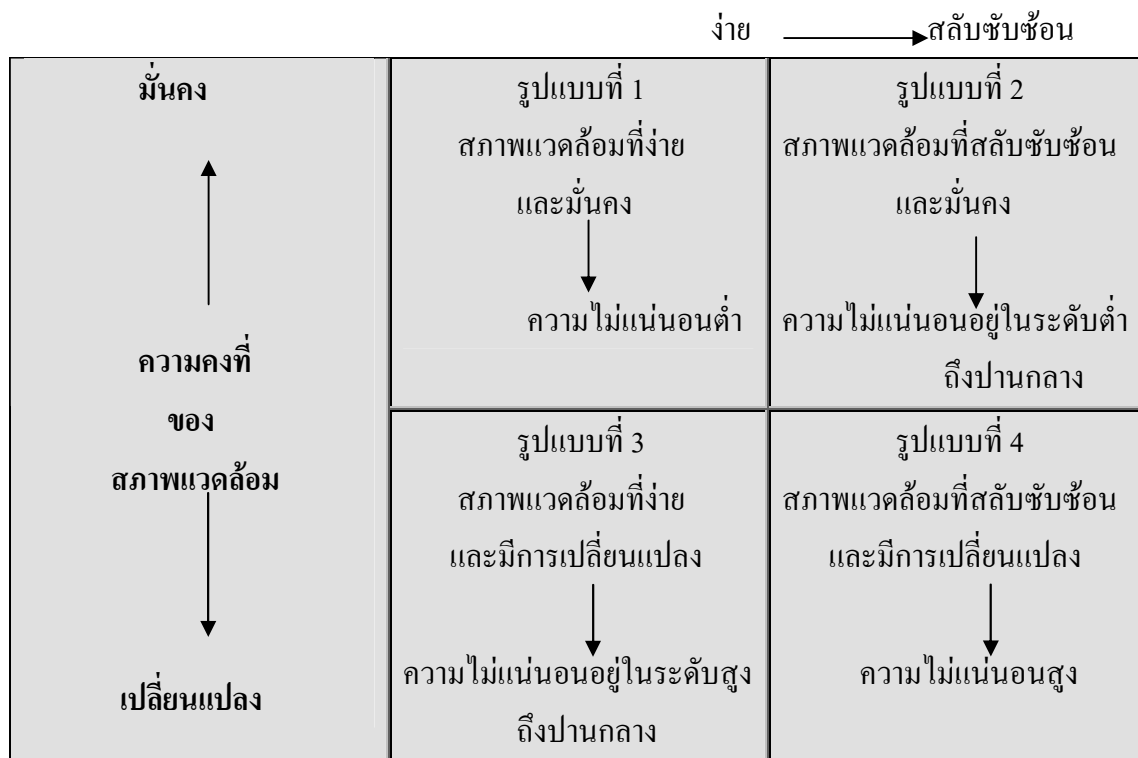 ง่าย สลับซับซ้อน
มั่นคง
ความคงที่
ของ
สภาพแวดล้อม
เปลี่ยนแปลง
รูปแบบที่ 1
สภาพแวดล้อมที่ง่าย
และมั่นคง
ความไม่แน่นอนต่ำ
รูปแบบที่ 2
สภาพแวดล้อมที่สลับซับซ้อน
และมั่นคง
ความไม่แน่นอนอยู่ในระดับต่ำ
ถึงปานกลาง
รูปแบบที่ 3
สภาพแวดล้อมที่ง่าย
และมีการเปลี่ยนแปลง
ความไม่แน่นอนอยู่ในระดับสูง
ถึงปานกลาง
รูปแบบที่ 4
สภาพแวดล้อมที่สลับซับซ้อน
และมีการเปลี่ยนแปลง
ความไม่แน่นอนสูง